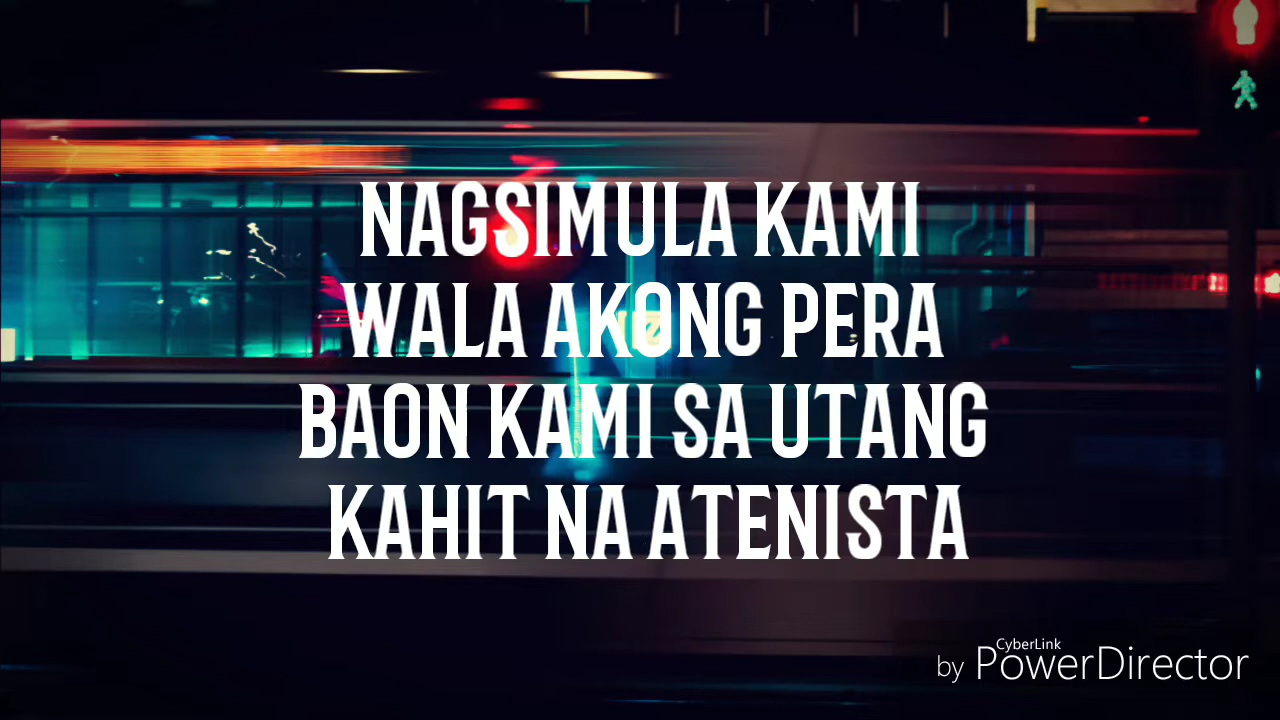 NAGSIMULA KAMI
WALA AKONG PERA
BAON KAMI SA UTANG
KAHIT NA ATENISTA
CyberLink
by PowerDirector